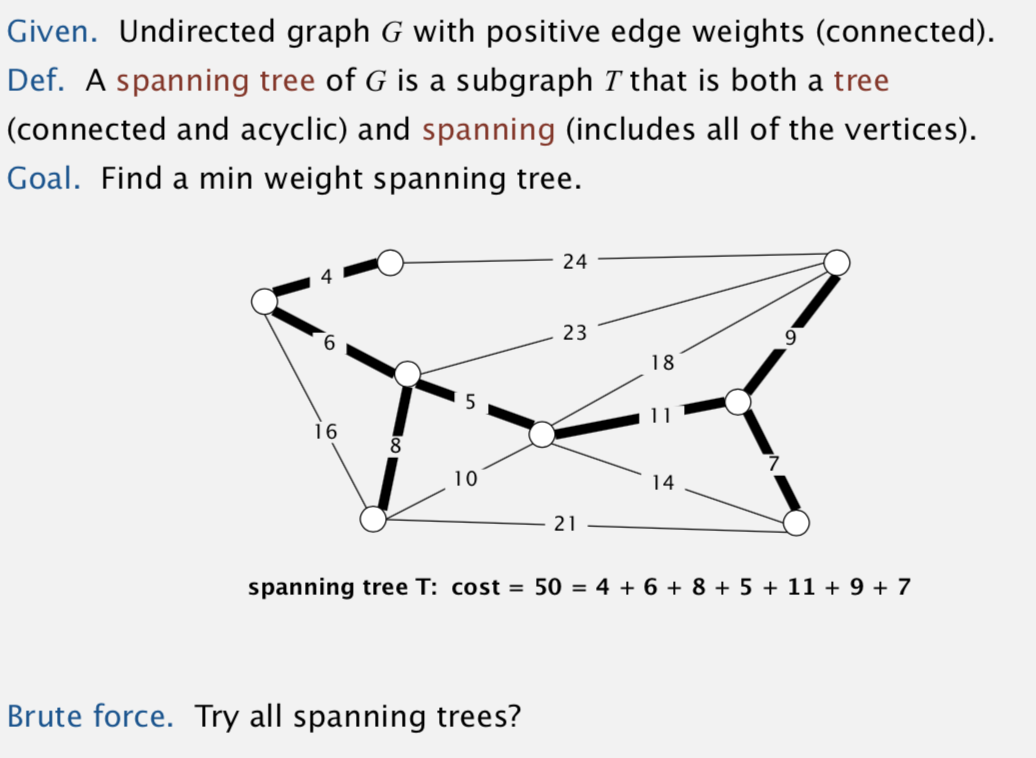 Given. Undirected graph G with positive edge weights (connected).
Def. A spanning tree of G is a subgraph T that is both a tree
(connected and acyclic) and spanning (includes all of the vertices).
Goal. Find a min weight spanning tree.
24
4
23
6
9
18
5
11
16
8
7
10
14
21
spanning tree T: cost = 50 = 4 + 6 + 8 + 5 + 11 + 9 + 7
Brute force. Try all spanning trees?